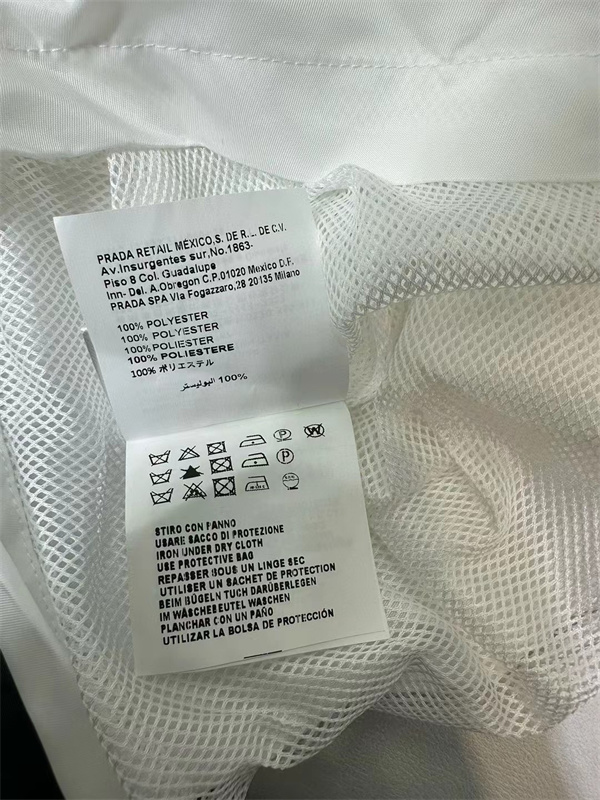 PRADA RETAIL MÉXICO,S. DE R.L. DE C.V.
Av.Insurgentes sur,No.1863-
Piso 8 Col. Guadalupe
Inn- Del. A.Obregon C.P.01020 Mexico D.F.
PRADA SPA Via Fogazzaro,28 20135 Milano
100% POLYESTER
100% POLYESTER
100% POLIESTER
100% POLIESTERE
100% ポリエステル
100% اليوليستر
P W
P
STIRO CON PANNO
USARE SACCO DI PROTEZIONE
IRON UNDER DRY CLOTH
USE PROTECTIVE BAG
REPASSER SOUS UN LINGE SEC
UTILISER UN SACHET DE PROTECTION
BEIM BÜGELN TUCH DARÜBERLEGEN
IM WÄSCHEBEUTEL WASCHEN
PLANCHAR CON UN PAÑO
UTILIZAR LA BOLSA DE PROTECCIÓN